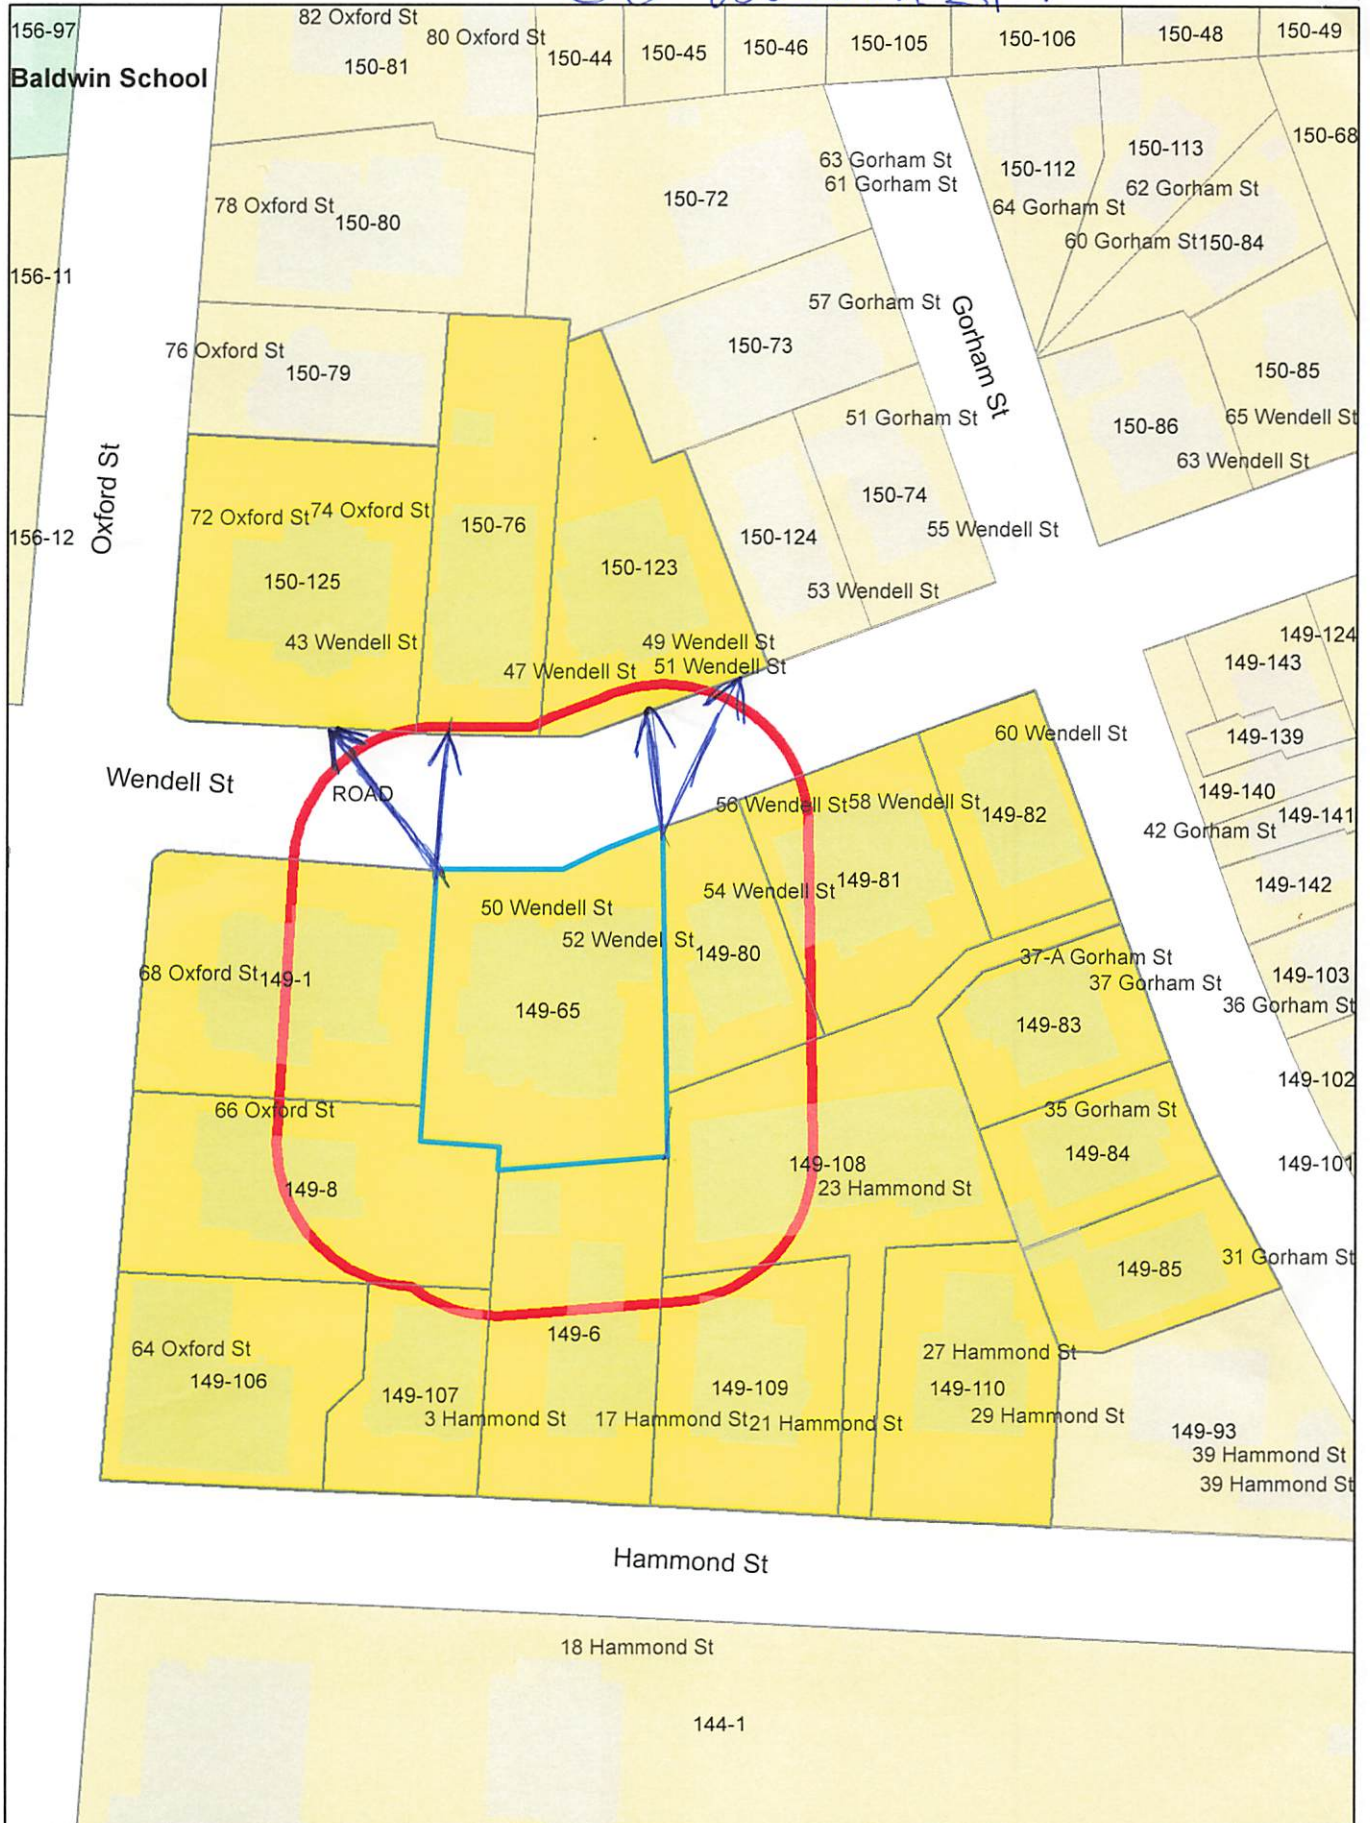 82 Oxford St
156-97
80 Oxford St
150-44
150-45
150-46
150-105
150-106
150-48
150-49
150-81
Baldwin School
63 Gorham St
61 Gorham St
150-112
150-113
150-68
150-72
62 Gorham St
64 Gorham St
78 Oxford St
150-80
60 Gorham St
150-84
156-11
57 Gorham St
Gorham St
76 Oxford St
150-79
150-73
150-85
51 Gorham St
150-86
65 Wendell St
63 Wendell St
Oxford St
72 Oxford St
74 Oxford St
150-76
150-74
156-12
150-124
55 Wendell St
150-125
150-123
53 Wendell St
43 Wendell St
49 Wendell St
47 Wendell St
51 Wendell St
149-124
149-143
60 Wendell St
149-139
Wendell St
ROAD
149-140
56 Wendell St
58 Wendell St
149-82
149-141
42 Gorham St
149-142
54 Wendell St
149-81
50 Wendell St
52 Wendell St
149-80
37-A Gorham St
68 Oxford St
149-1
37 Gorham St
149-103
36 Gorham St
149-65
149-83
149-102
66 Oxford St
35 Gorham St
149-84
149-101
149-108
149-8
23 Hammond St
149-85
31 Gorham St
149-6
64 Oxford St
149-106
27 Hammond St
149-107
149-109
149-110
3 Hammond St
17 Hammond St
21 Hammond St
29 Hammond St
149-93
39 Hammond St
39 Hammond St
Hammond St
18 Hammond St
144-1